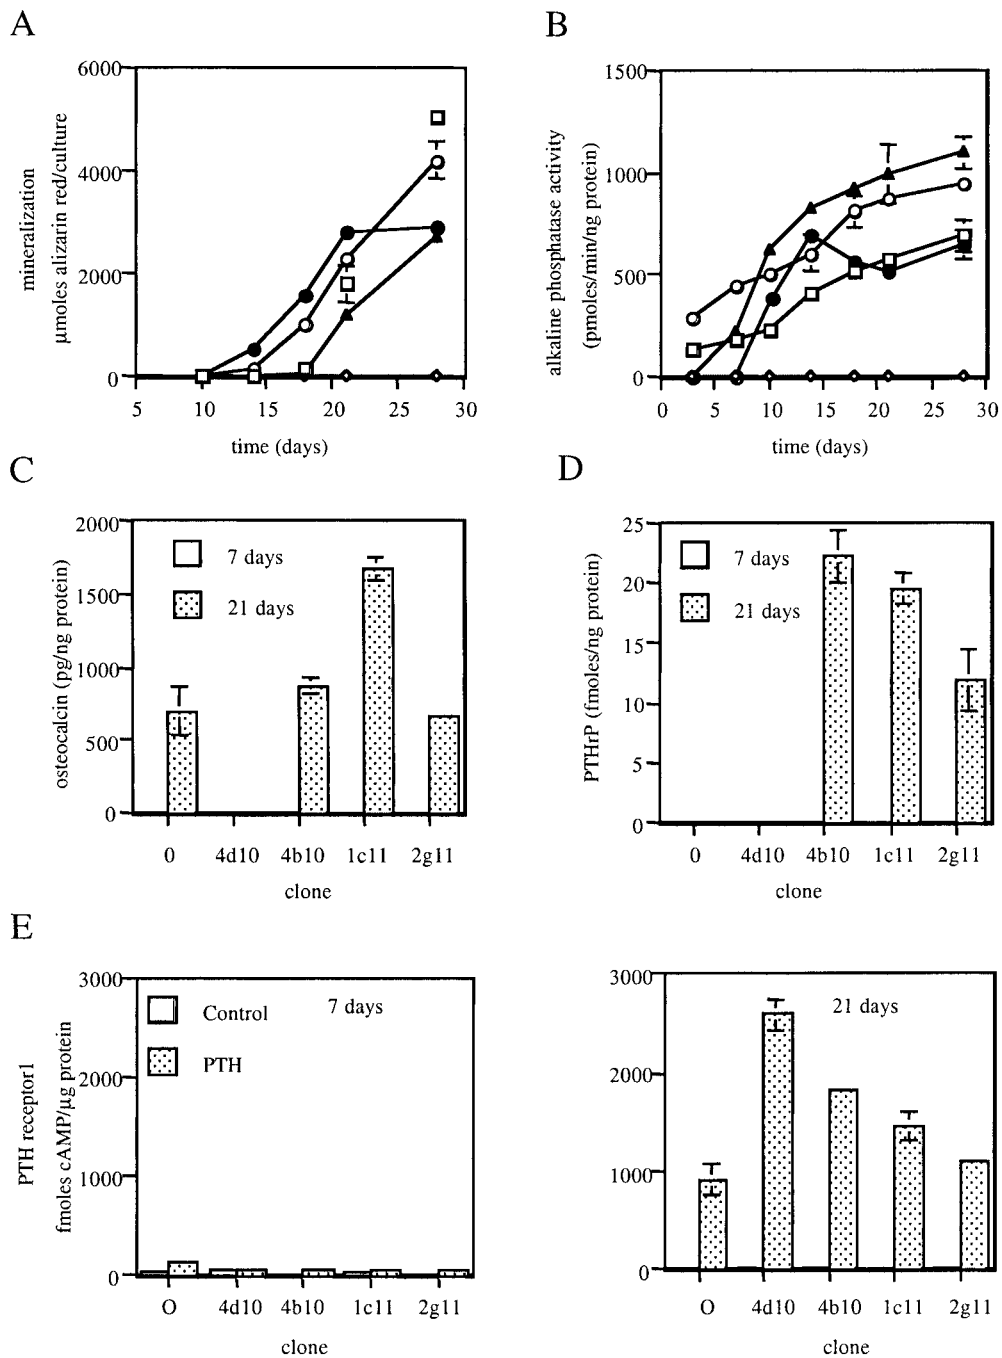 A
mineralization
μmoles alizarin red/culture
6000
4000
2000
0
5 10 15 20 25 30
time (days)
B
alkaline phosphatase activity
(pmoles/min/ng protein)
1500
1000
500
0
0 5 10 15 20 25 30
time (days)
C
osteocalcin (pg/ng protein)
2000
1500
1000
500
0
7 days
21 days
0 4d10 4b10 1c11 2g11
clone
D
PTHrP (fmoles/ng protein)
25
20
15
10
5
0
7 days
21 days
0 4d10 4b10 1c11 2g11
clone
E
PTH receptor1
fmoles cAMP/μg protein
3000
2000
1000
0
Control
PTH
7 days
O 4d10 4b10 1c11 2g11
clone
3000
2000
1000
0
21 days
O 4d10 4b10 1c11 2g11
clone